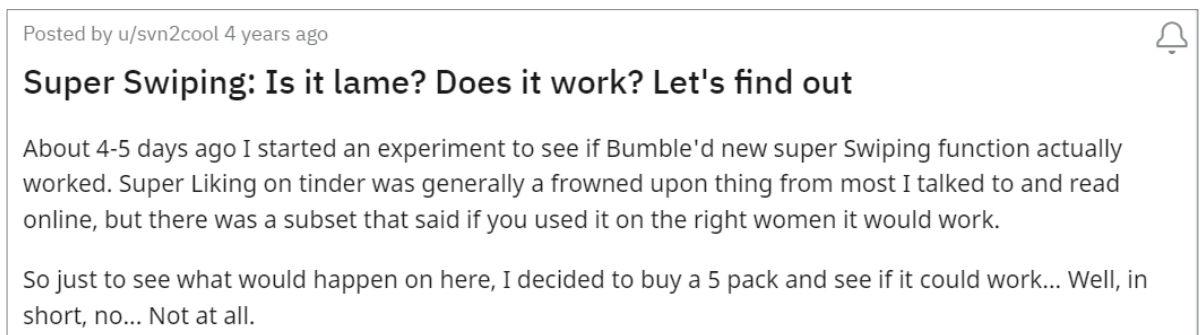 Posted by u/svn2cool 4 years ago
Super Swiping: Is it lame? Does it work? Let's find out
About 4-5 days ago I started an experiment to see if Bumble'd new super Swiping function actually
worked. Super Liking on tinder was generally a frowned upon thing from most I talked to and read
online, but there was a subset that said if you used it on the right women it would work.
So just to see what would happen on here, I decided to buy a 5 pack and see if it could work... Well, in
short, no... Not at all.